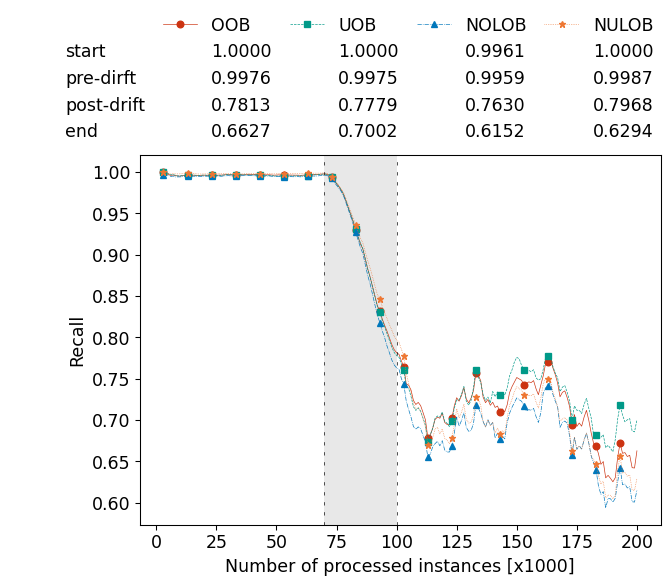 OOB UOB NOLOB NULOB
start 1.0000 1.0000 0.9961 1.0000
pre-dirft 0.9976 0.9975 0.9959 0.9987
post-drift 0.7813 0.7779 0.7630 0.7968
end 0.6627 0.7002 0.6152 0.6294
1.00
0.95
0.90
0.85
0.80
0.75
0.70
0.65
0.60
Recall
0 25 50 75 100 125 150 175 200
Number of processed instances [x1000]